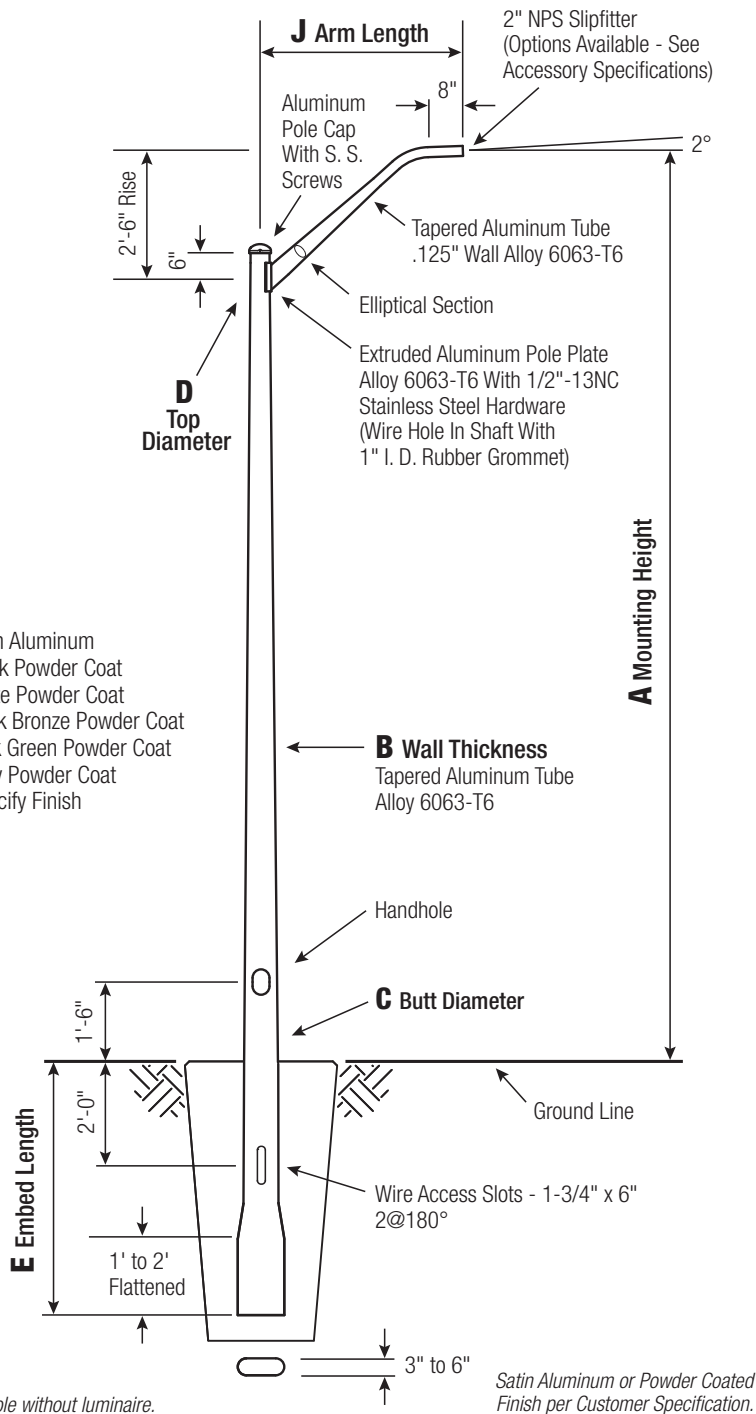 J Arm Length
2" NPS Slipfitter
(Options Available - See
Accessory Specifications)
8"
Aluminum
Pole Cap
With S. S.
Screws
2°
2'-6" Rise
6"
Tapered Aluminum Tube
.125" Wall Alloy 6063-T6
Elliptical Section
Extruded Aluminum Pole Plate
Alloy 6063-T6 With 1/2"-13NC
Stainless Steel Hardware
(Wire Hole In Shaft With
1" I. D. Rubber Grommet)
D
Top
Diameter
A Mounting Height
Aluminum
Powder Coat
Powder Coat
Bronze Powder Coat
Green Powder Coat
Powder Coat
Finish
B Wall Thickness
Tapered Aluminum Tube
Alloy 6063-T6
Handhole
C Butt Diameter
1'-6"
2'-0"
Ground Line
E Embed Length
Wire Access Slots - 1-3/4" x 6"
2@180°
1' to 2'
Flattened
3" to 6"
without luminaire.
Satin Aluminum or Powder Coated
Finish per Customer Specification.